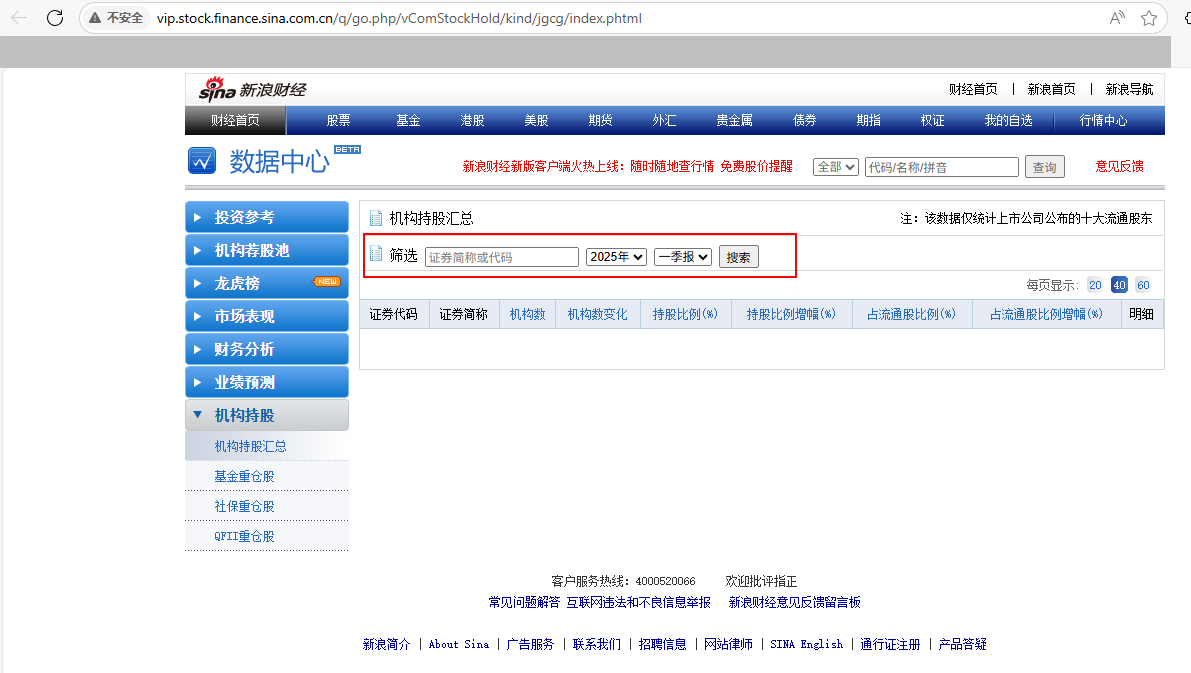 不安全 vip.stock.finance.sina.com.cn/q/go.php/vComStockHold/kind/jgcg/index.phtml
sina 新浪财经 财经首页 | 新浪首页 | 新浪导航
财经首页 股票 基金 港股 美股 期货 外汇 贵金属 债券 期指 权证 我的自选 行情中心
数据中心 BETA 新浪财经新版客户端火热上线：随时随地查行情 免费股价提醒 全部 代码/名称/拼音 查询 意见反馈
投资参考
机构荐股池
龙虎榜 NEW
市场表现
财务分析
业绩预测
机构持股
机构持股汇总
基金重仓股
社保重仓股
QFII重仓股
机构持股汇总 注：该数据仅统计上市公司公布的十大流通股东
筛选 证券简称或代码 2025年 一季报 搜索
每页显示: 20 40 60
证券代码 证券简称 机构数 机构数变化 持股比例(%) 持股比例增幅(%) 占流通股比例(%) 占流通股比例增幅(%) 明细
客户服务热线：4000520066 欢迎批评指正
常见问题解答 互联网违法和不良信息举报 新浪财经意见反馈留言板
新浪简介 | About Sina | 广告服务 | 联系我们 | 招聘信息 | 网站律师 | SINA English | 通行证注册 | 产品答疑